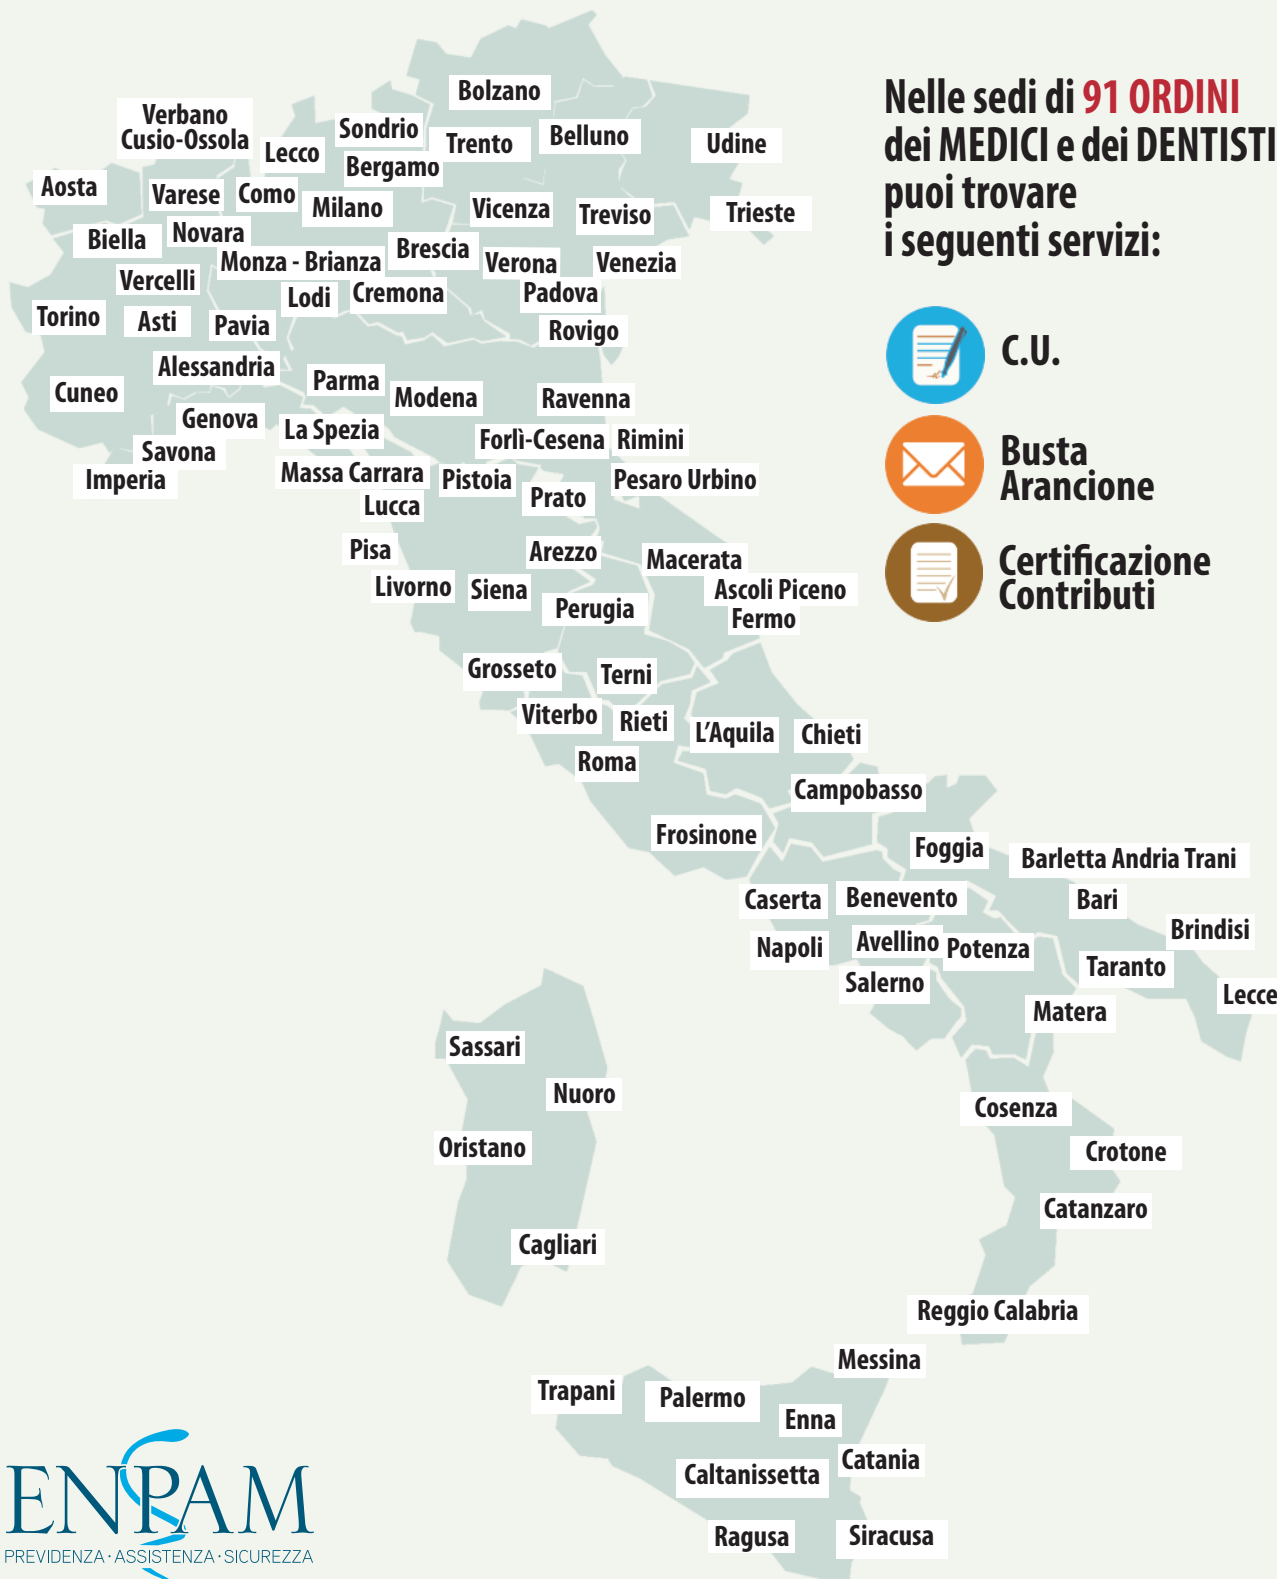 Nelle sedi di 91 ORDINI
dei MEDICI e dei DENTISTI
puoi trovare
i seguenti servizi:
C.U.
Busta
Arancione
Certificazione
Contributi
Bolzano
Verbano
Cusio-Ossola
Sondrio
Lecco
Trento
Belluno
Udine
Bergamo
Aosta
Varese
Como
Milano
Vicenza
Treviso
Trieste
Biella
Novara
Monza - Brianza
Brescia
Verona
Venezia
Vercelli
Lodi
Cremona
Padova
Torino
Asti
Pavia
Rovigo
Alessandria
Cuneo
Parma
Modena
Ravenna
Genova
La Spezia
Forlì-Cesena
Rimini
Savona
Imperia
Massa Carrara
Pistoia
Pesaro Urbino
Lucca
Prato
Pisa
Arezzo
Macerata
Livorno
Siena
Ascoli Piceno
Perugia
Fermo
Grosseto
Terni
Viterbo
Rieti
L'Aquila
Chieti
Roma
Campobasso
Frosinone
Foggia
Barletta Andria Trani
Caserta
Benevento
Bari
Brindisi
Napoli
Avellino
Potenza
Taranto
Salerno
Lecce
Matera
Sassari
Nuoro
Cosenza
Oristano
Crotone
Catanzaro
Cagliari
Reggio Calabria
Messina
Trapani
Palermo
Enna
Catania
Caltanissetta
Ragusa
Siracusa
ENPAM
PREVIDENZA · ASSISTENZA · SICUREZZA